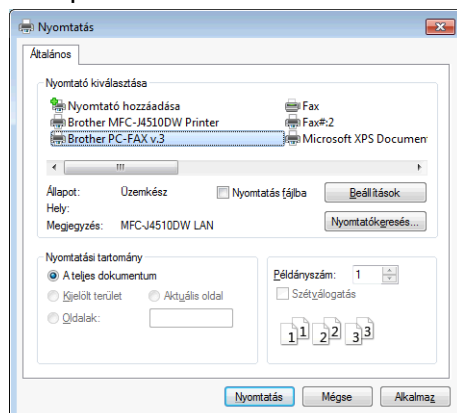 Nyomtatás
Általános
Nyomtató kiválasztása
Nyomtató hozzáadása
Fax
Brother MFC-J4510DW Printer
Fax#:2
Brother PC-FAX v.3
Microsoft XPS Documen
Állapot: Üzemkész
Nyomtatás fájlba
Beállítások
Hely:
Megjegyzés: MFC-J4510DW LAN
Nyomtatókeresés...
Nyomtatási tartomány
A teljes dokumentum
Példányszám: 1
Kijelölt terület
Aktuális oldal
Szétválogatás
Oldalak:
1 1 2 2 3 3
Nyomtatás
Mégse
Alkalmaz